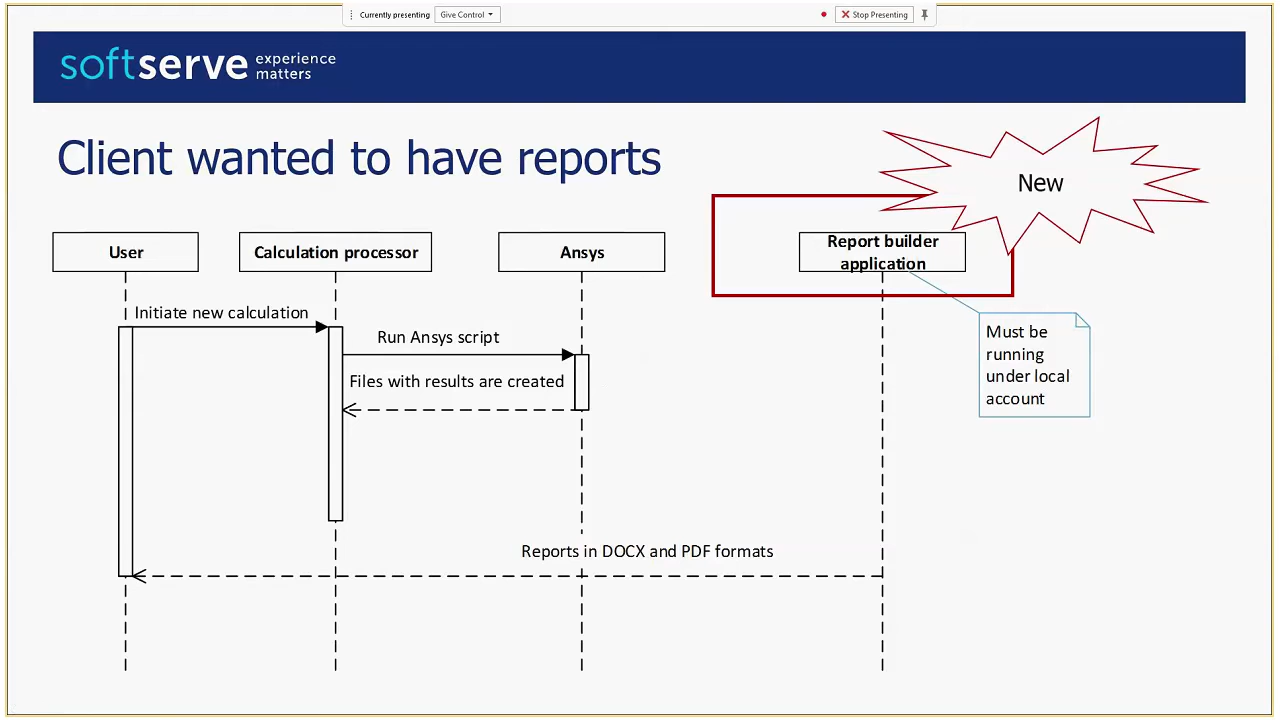 Currently presenting
Give Control
Stop Presenting
softserve experience
matters
Client wanted to have reports
New
User
Calculation processor
Ansys
Report builder
application
Initiate new calculation
Run Ansys script
Files with results are created
Must be
running
under local
account
Reports in DOCX and PDF formats